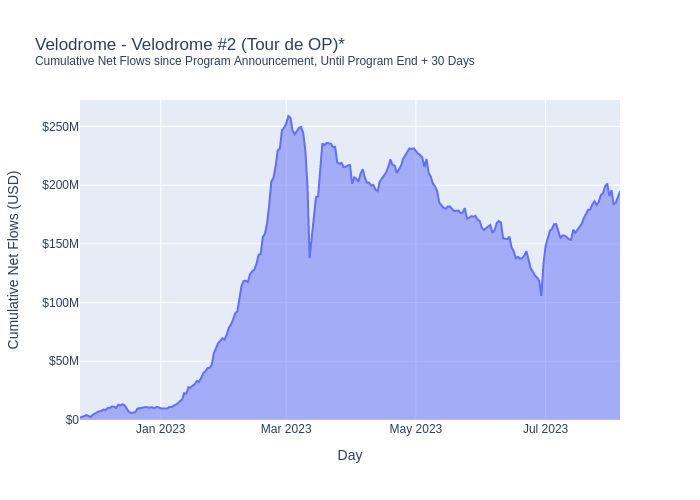 Velodrome - Velodrome #2 (Tour de OP)*
Cumulative Net Flows since Program Announcement, Until Program End + 30 Days
Cumulative Net Flows (USD)
$250M
$200M
$150M
$100M
$50M
$0
Jan 2023
Mar 2023
May 2023
Jul 2023
Day